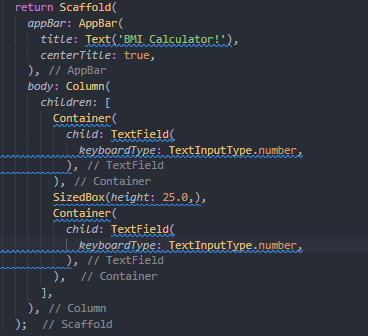 return Scaffold(
appBar: AppBar(
title: Text('BMI Calculator!'),
centerTitle: true,
), // AppBar
body: Column(
children: [
Container(
child: TextField(
keyboardType: TextInputType.number,
), // TextField
), // Container
SizedBox(height: 25.0,),
Container(
child: TextField(
keyboardType: TextInputType.number,
), // TextField
), // Container
],
), // Column
); // Scaffold